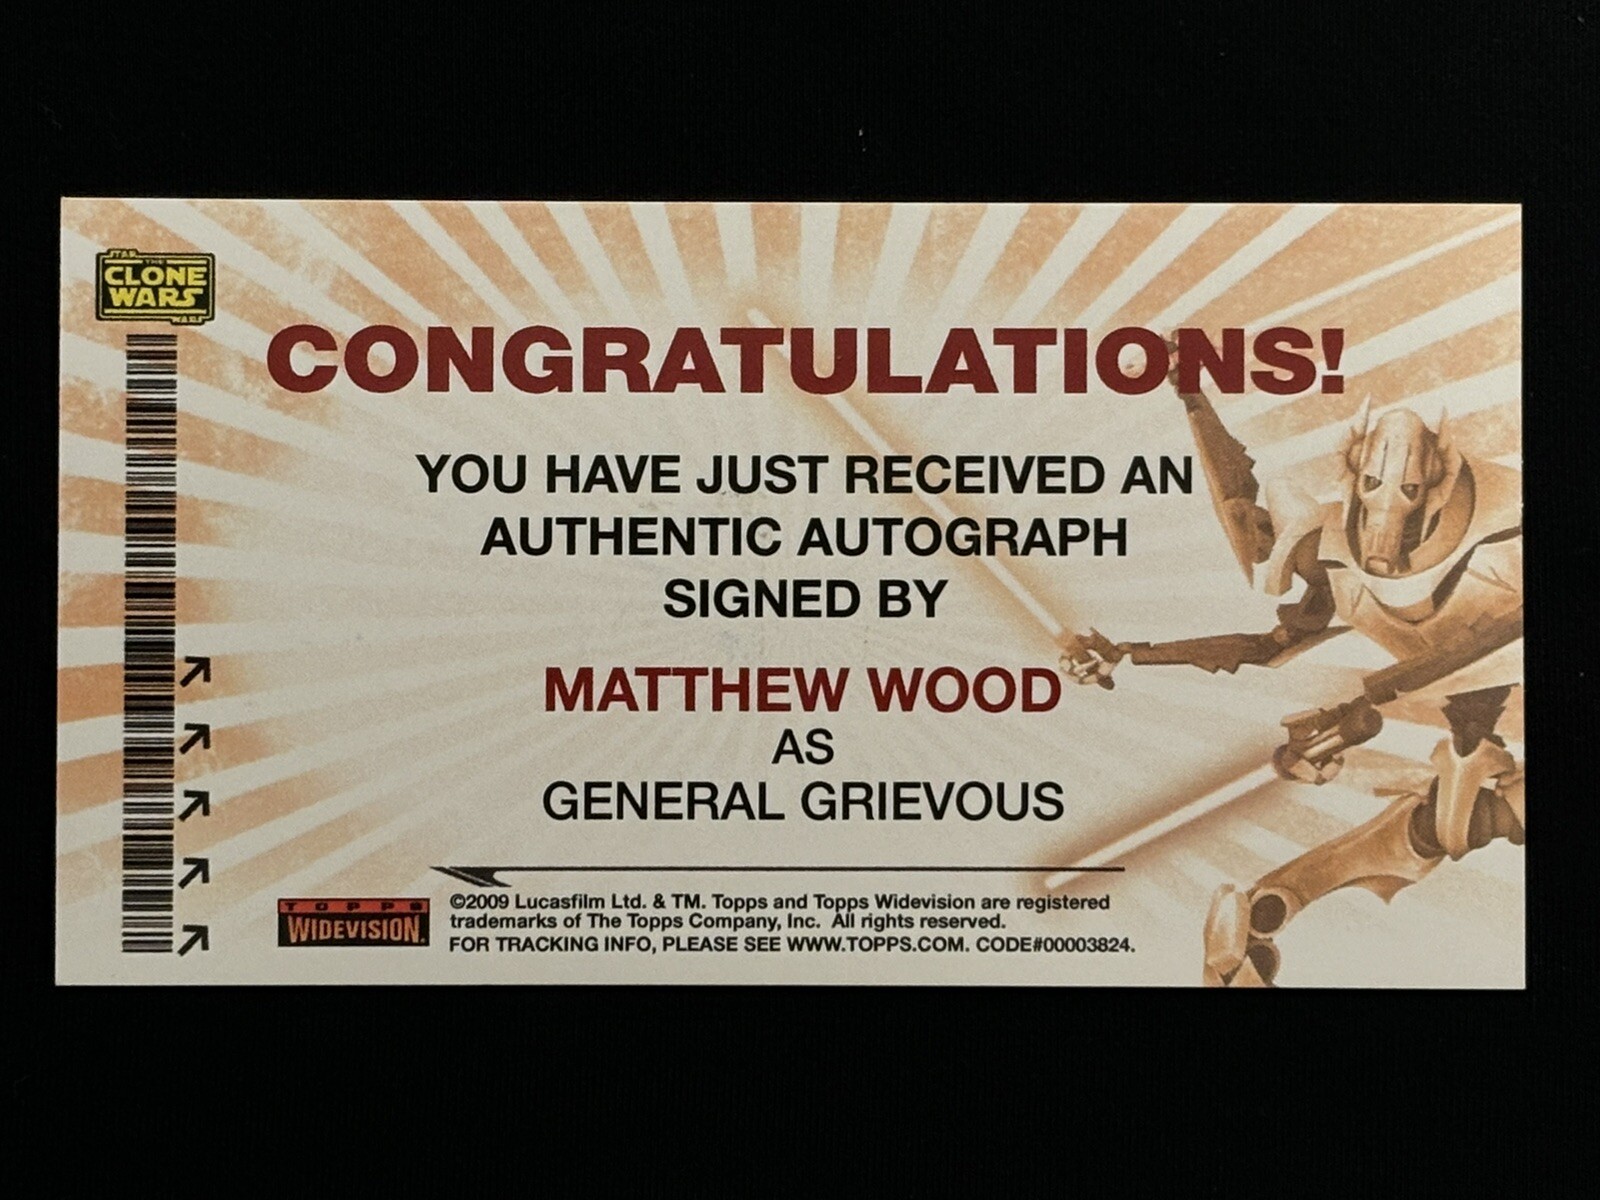 STAR
THE
CLONE
WARS
WARS
CONGRATULATIONS!
YOU HAVE JUST RECEIVED AN
AUTHENTIC AUTOGRAPH
SIGNED BY
MATTHEW WOOD
AS
GENERAL GRIEVOUS
TOPPS
WIDEVISION
©2009 Lucasfilm Ltd. & TM. Topps and Topps Widevision are registered
trademarks of The Topps Company, Inc. All rights reserved.
FOR TRACKING INFO, PLEASE SEE WWW.TOPPS.COM. CODE#00003824.